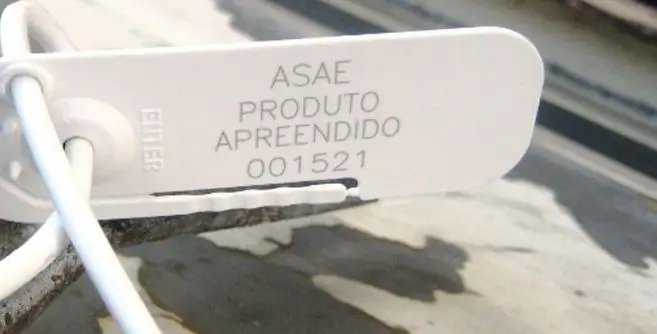 ASAE
PRODUTO
APREENDIDO
001521